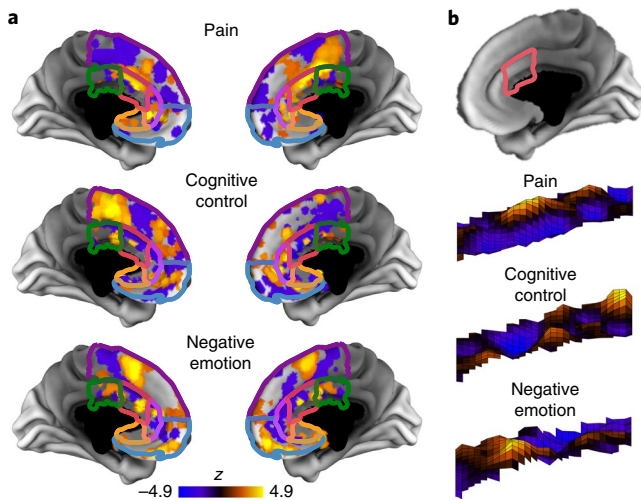 a
b
Pain
Cognitive
control
Negative
emotion
z
−4.9
4.9
Pain
Cognitive
control
Negative
emotion